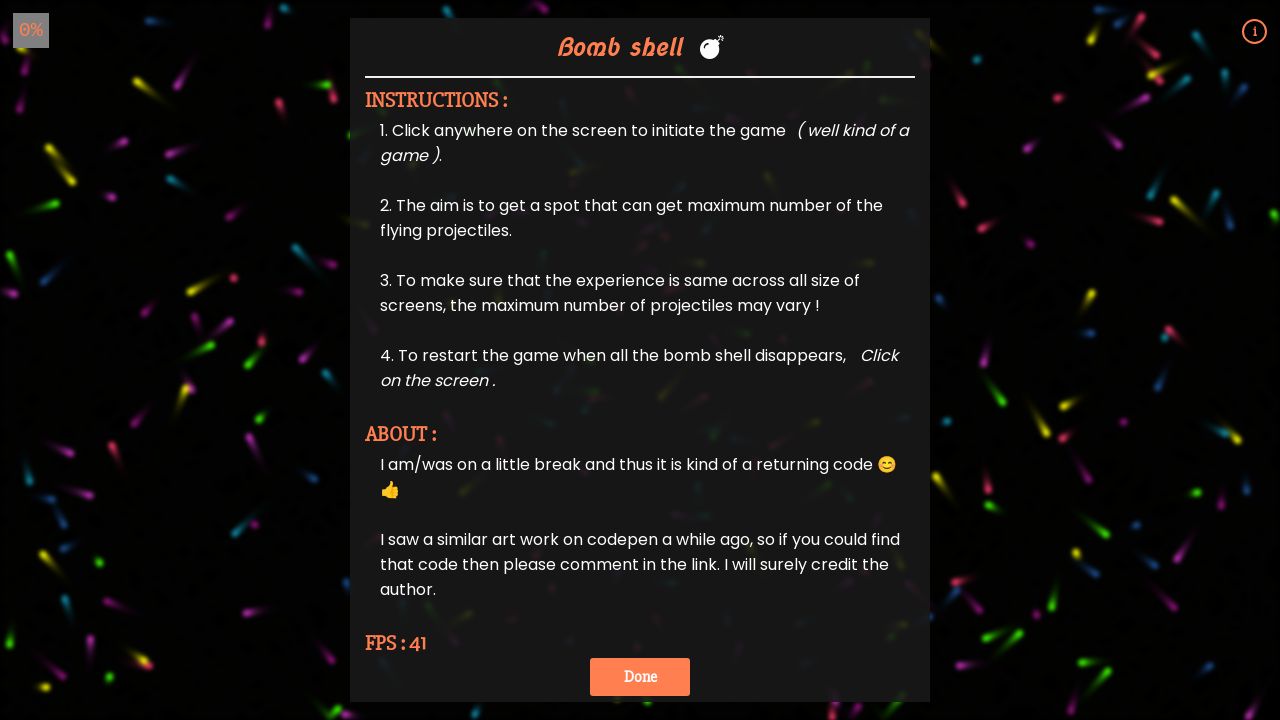 0%
i
Bomb shell 💣
INSTRUCTIONS :
1. Click anywhere on the screen to initiate the game ( well kind of a
game ).
2. The aim is to get a spot that can get maximum number of the
flying projectiles.
3. To make sure that the experience is same across all size of
screens, the maximum number of projectiles may vary !
4. To restart the game when all the bomb shell disappears, Click
on the screen .
ABOUT :
I am/was on a little break and thus it is kind of a returning code 😊
👍
I saw a similar art work on codepen a while ago, so if you could find
that code then please comment in the link. I will surely credit the
author.
FPS : 41
Done